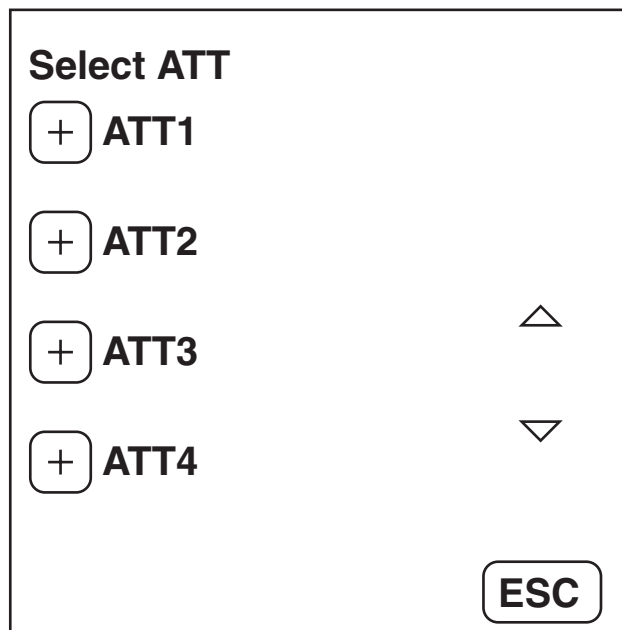 Select ATT
+ ATT1
+ ATT2
+ ATT3
+ ATT4
ESC